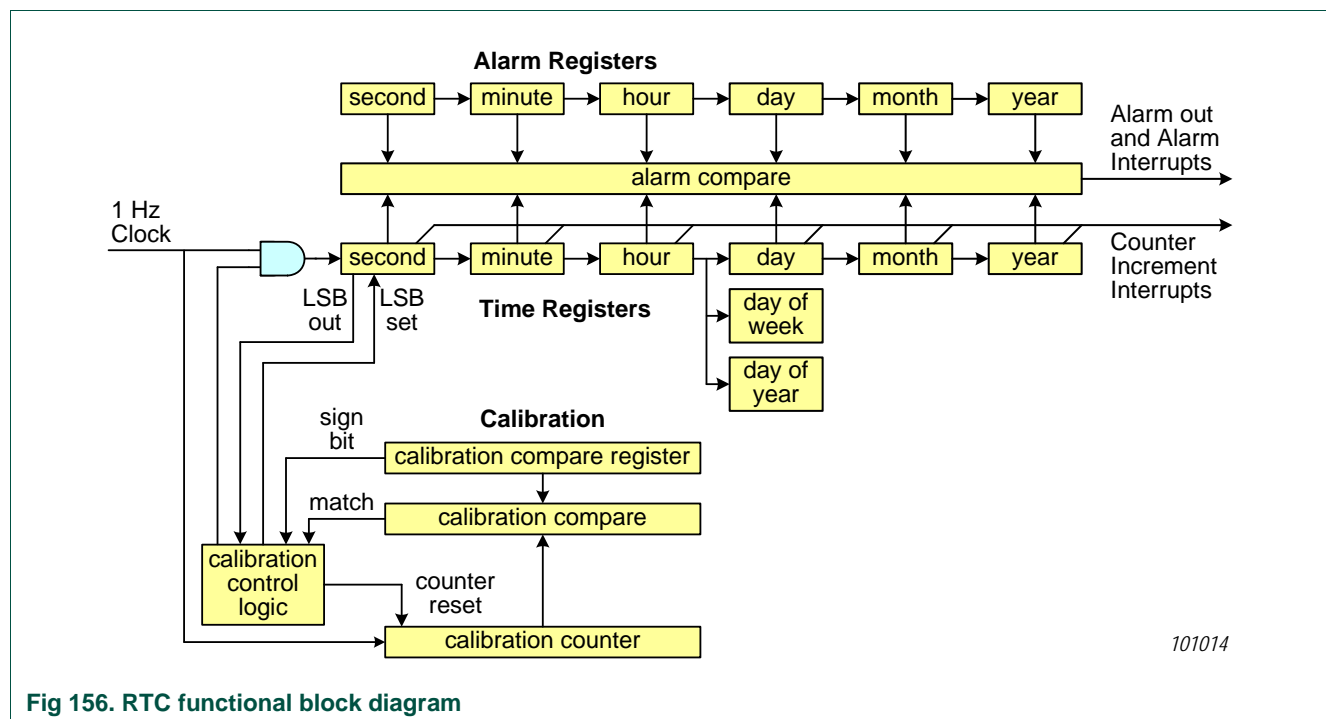 Alarm Registers
second
minute
hour
day
month
year
Alarm out
and Alarm
Interrupts
alarm compare
1 Hz
Clock
second
minute
hour
day
month
year
Counter
Increment
Interrupts
LSB
out
LSB
set
Time Registers
day of
week
day of
year
Calibration
sign
bit
calibration compare register
match
calibration compare
calibration
control
logic
counter
reset
calibration counter
101014
Fig 156. RTC functional block diagram